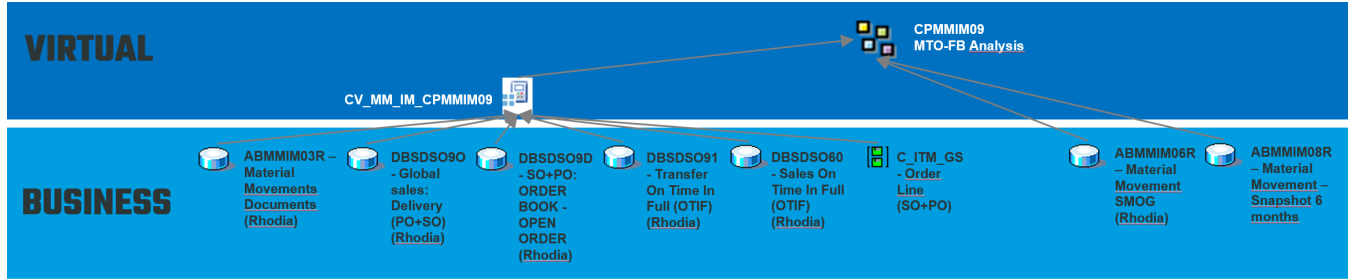 VIRTUAL
CPMMIM09
MTO-FB Analysis
CV_MM_IM_CPMMIM09
BUSINESS
ABMMIM03R –
Material
Movements
Documents
(Rhodia)
DBSDSO9O
- Global
sales:
Delivery
(PO+SO)
(Rhodia)
DBSDSO9D
- SO+PO:
ORDER
BOOK -
OPEN
ORDER
(Rhodia)
DBSDSO91
- Transfer
On Time In
Full (OTIF)
(Rhodia)
DBSDSO60
- Sales On
Time In Full
(OTIF)
(Rhodia)
C_ITM_GS
- Order
Line
(SO+PO)
ABMMIM06R
– Material
Movement
SMOG
(Rhodia)
ABMMIM08R
– Material
Movement –
Snapshot 6
months